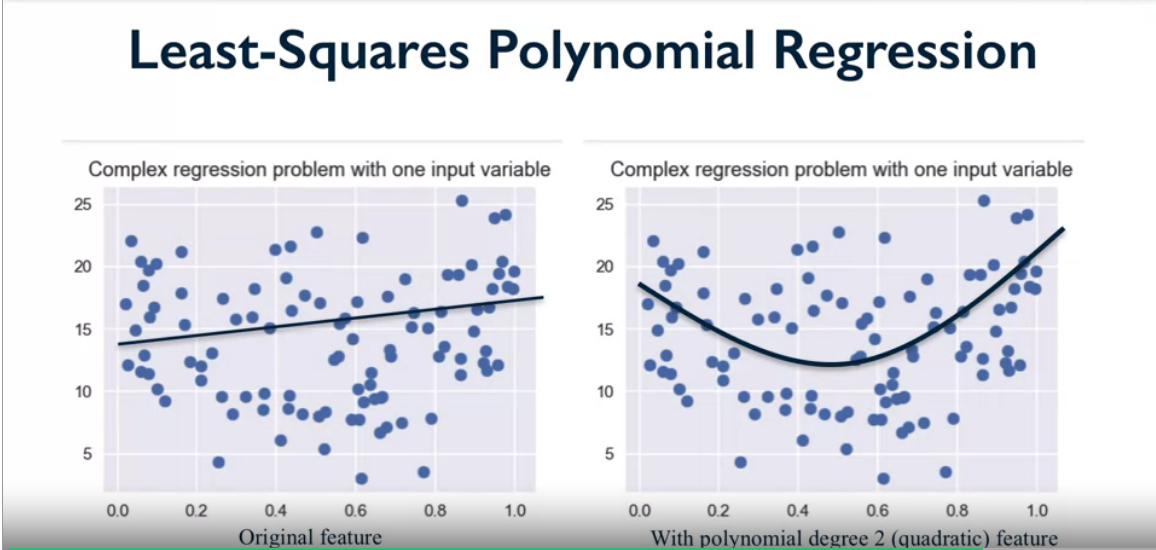 Least-Squares Polynomial Regression
Complex regression problem with one input variable
25
20
15
10
5
0.0 0.2 0.4 0.6 0.8 1.0
Original feature
Complex regression problem with one input variable
25
20
15
10
5
0.0 0.2 0.4 0.6 0.8 1.0
With polynomial degree 2 (quadratic) feature